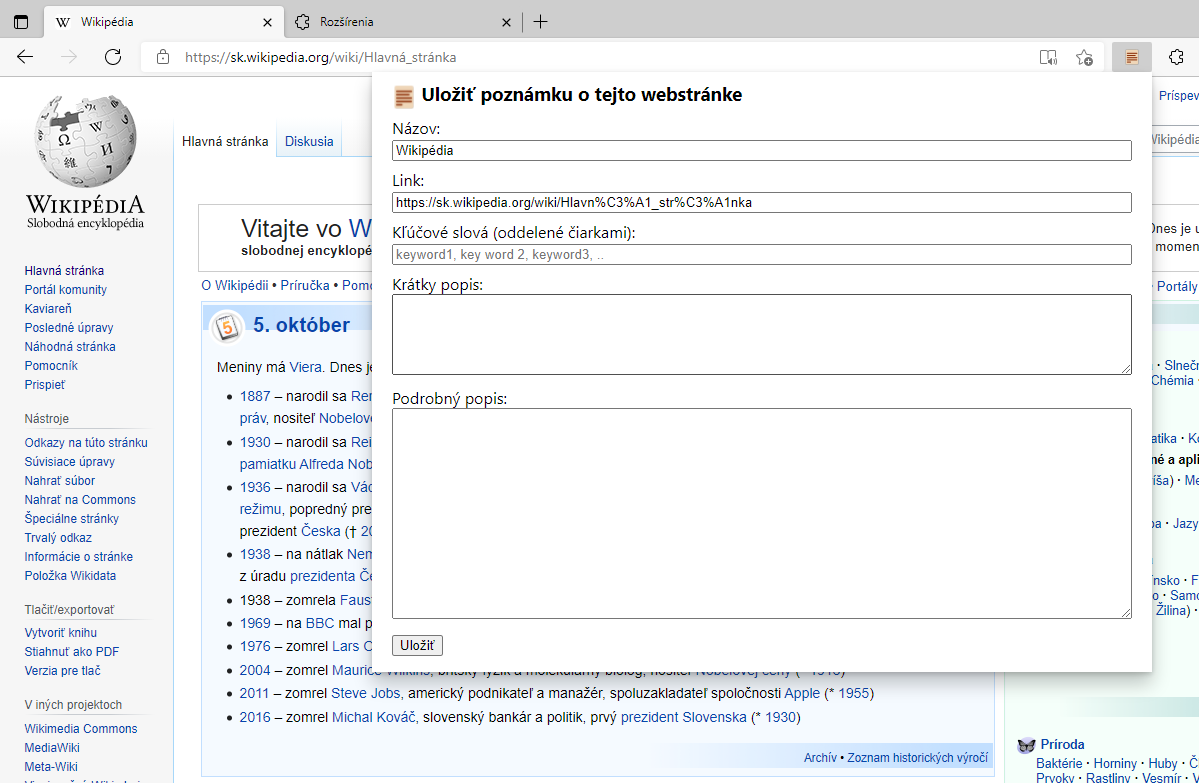 Wikipédia
Rozšírenia
https://sk.wikipedia.org/wiki/Hlavná_stránka
Uložiť poznámku o tejto webstránke
Názov:
Wikipédia
Link:
https://sk.wikipedia.org/wiki/Hlavn%C3%A1_str%C3%A1nka
Kľúčové slová (oddelené čiarkami):
keyword1, key word 2, keyword3, ..
Krátky popis:
Podrobný popis:
Uložiť
WIKIPÉDIA
Slobodná encyklopédia
Hlavná stránka
Portál komunity
Kaviareň
Posledné úpravy
Náhodná stránka
Pomocník
Prispieť
Nástroje
Odkazy na túto stránku
Súvisiace úpravy
Nahrať súbor
Nahrať na Commons
Špeciálne stránky
Trvalý odkaz
Informácie o stránke
Položka Wikidata
Tlačiť/exportovať
Vytvoriť knihu
Stiahnuť ako PDF
Verzia pre tlač
V iných projektoch
Wikimedia Commons
MediaWiki
Meta-Wiki
Hlavná stránka Diskusia
Vitajte vo W
slobodnej encyklopé
O Wikipédii • Príručka • Pomo
5
5. október
Meniny má Viera. Dnes je
1887 – narodil sa Ren
práv, nositeľ Nobelove
1930 – narodil sa Rei
pamiatku Alfreda Nob
1936 – narodil sa Vác
režimu, popredný pre
prezident Česka († 20
1938 – na nátlak Nem
z úradu prezidenta Če
1938 – zomrela Faus
1969 – na BBC mal p
1976 – zomrel Lars O
2004 – zomrel Maurice Wilkins, britský fyzik a molekulárny biológ, nositeľ Nobelovej ceny (* 1916)
2011 – zomrel Steve Jobs, americký podnikateľ a manažér, spoluzakladateľ spoločnosti Apple (* 1955)
2016 – zomrel Michal Kováč, slovenský bankár a politik, prvý prezident Slovenska (* 1930)
Archív • Zoznam historických výročí
Príspev
Vikipédia
Dnes je u
momen
Portály
· Slnečn
Chémia ·
atika · Ko
né a apli
íša) · Me
ba · Jazy
ínsko · F
o · Samo
Žilina) ·
Príroda
Baktérie · Horniny · Huby · Č
Prvoky · Rastliny · Vesmír · V